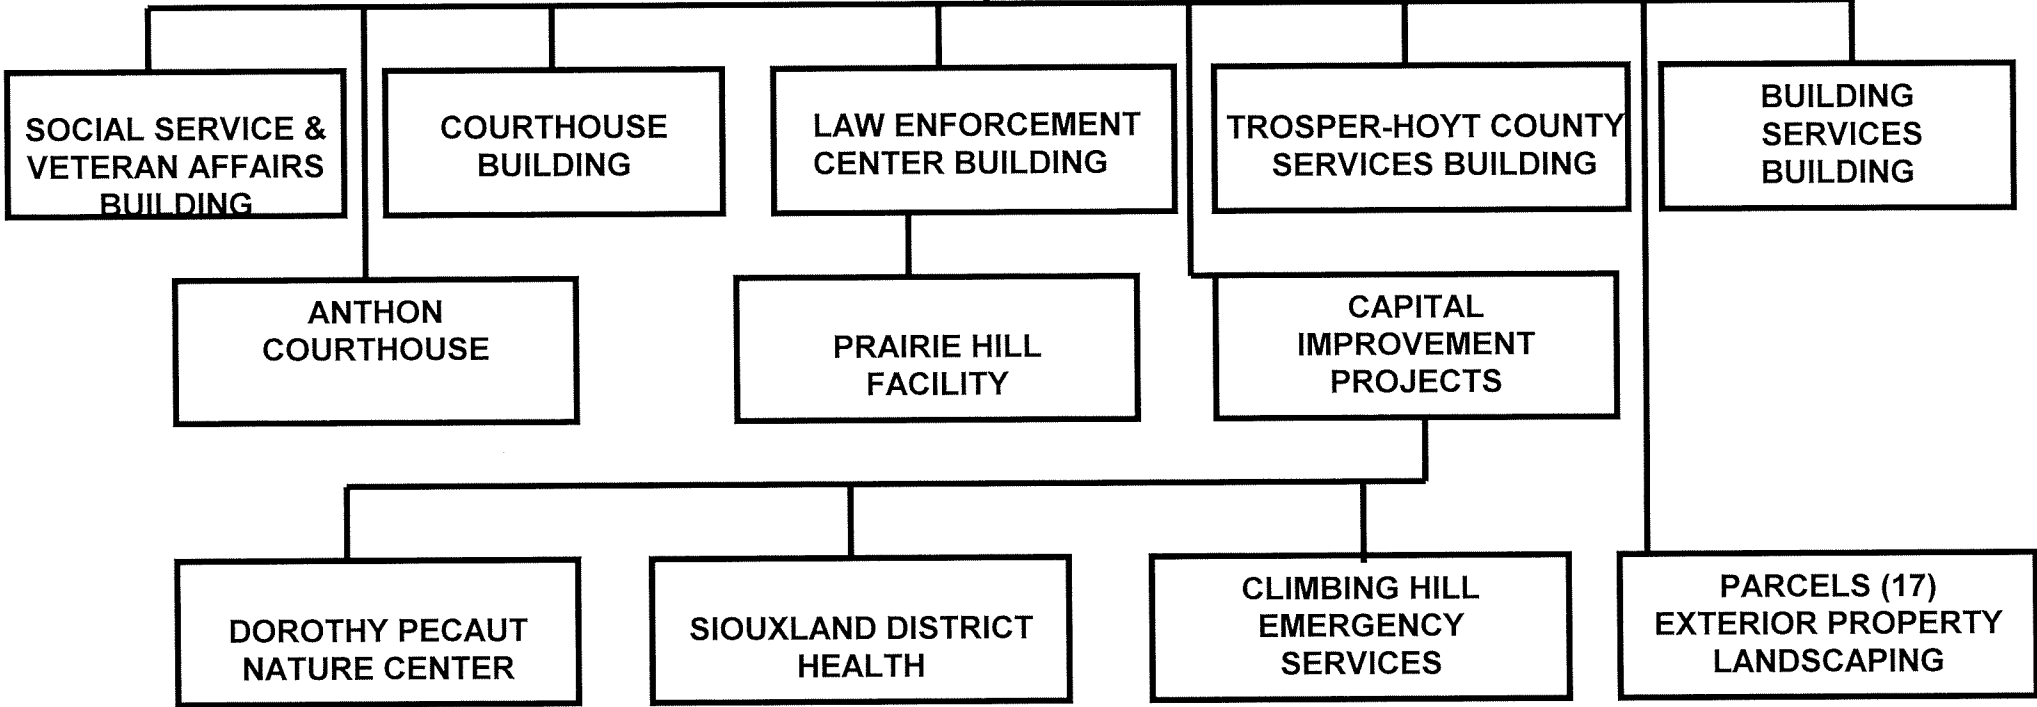 SOCIAL SERVICE &
VETERAN AFFAIRS
BUILDING
COURTHOUSE
BUILDING
LAW ENFORCEMENT
CENTER BUILDING
TROSPER-HOYT COUNTY
SERVICES BUILDING
BUILDING
SERVICES
BUILDING
ANTHON
COURTHOUSE
PRAIRIE HILL
FACILITY
CAPITAL
IMPROVEMENT
PROJECTS
DOROTHY PECAUT
NATURE CENTER
SIOUXLAND DISTRICT
HEALTH
CLIMBING HILL
EMERGENCY
SERVICES
PARCELS (17)
EXTERIOR PROPERTY
LANDSCAPING